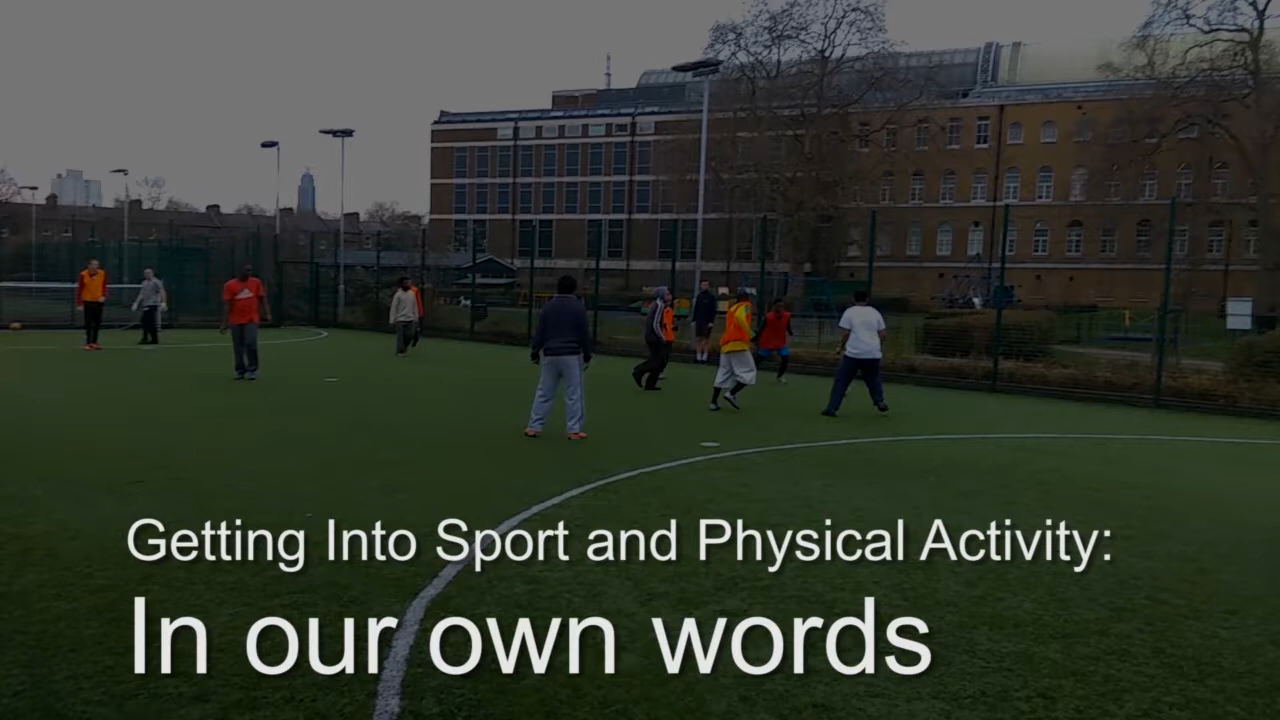 Getting Into Sport and Physical Activity:
In our own words